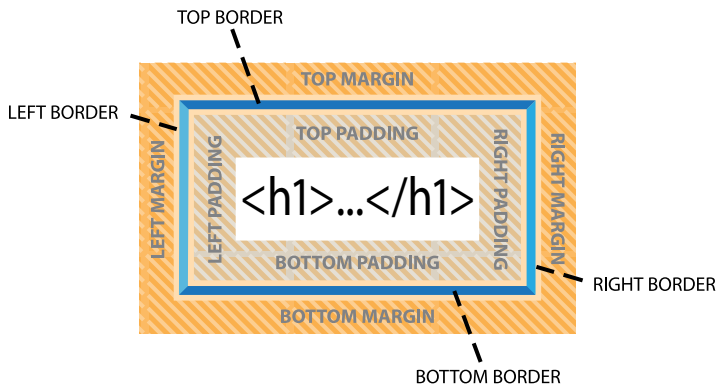 TOP BORDER
TOP MARGIN
LEFT BORDER
TOP PADDING
LEFT MARGIN
LEFT PADDING
<h1>...</h1>
RIGHT PADDING
RIGHT MARGIN
BOTTOM PADDING
RIGHT BORDER
BOTTOM MARGIN
BOTTOM BORDER